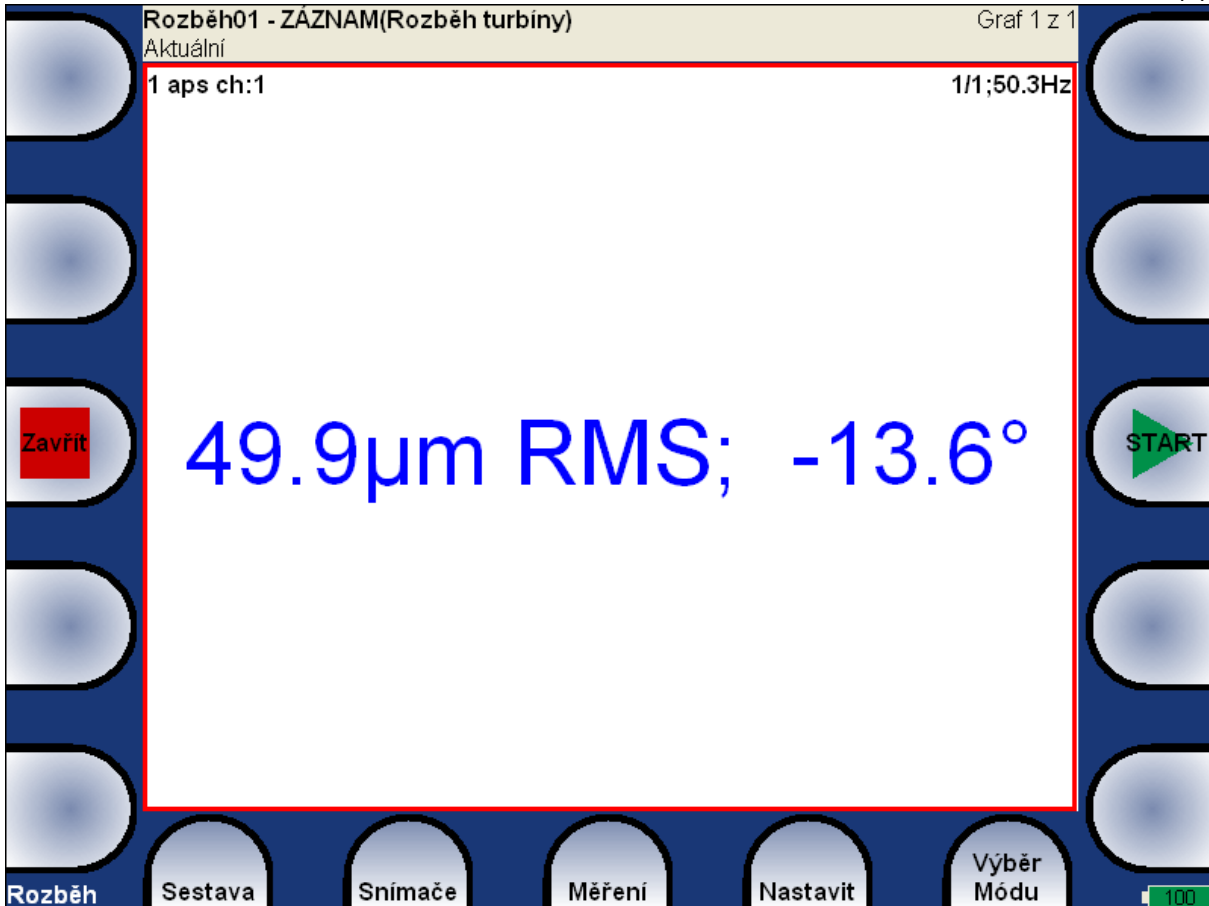 Rozběh01 - ZÁZNAM(Rozběh turbíny)
Graf 1 z 1
Aktuální
1 aps ch:1
1/1;50.3Hz
Zavřít
49.9µm RMS; -13.6°
START
Rozběh
Sestava
Snímače
Měření
Nastavit
Výběr
Módu
100